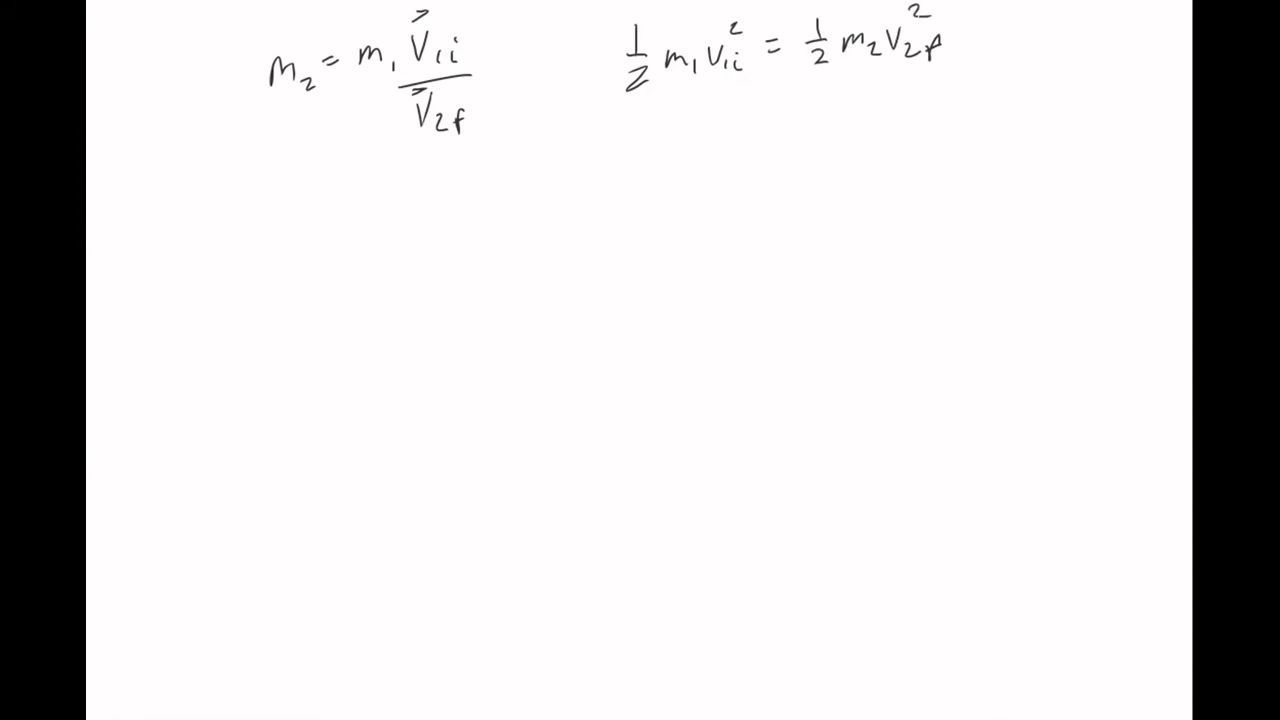 m₂ = m₁ v⃗₁ᵢ / v⃗₂f
½ m₁ v₁ᵢ² = ½ m₂ v₂f²